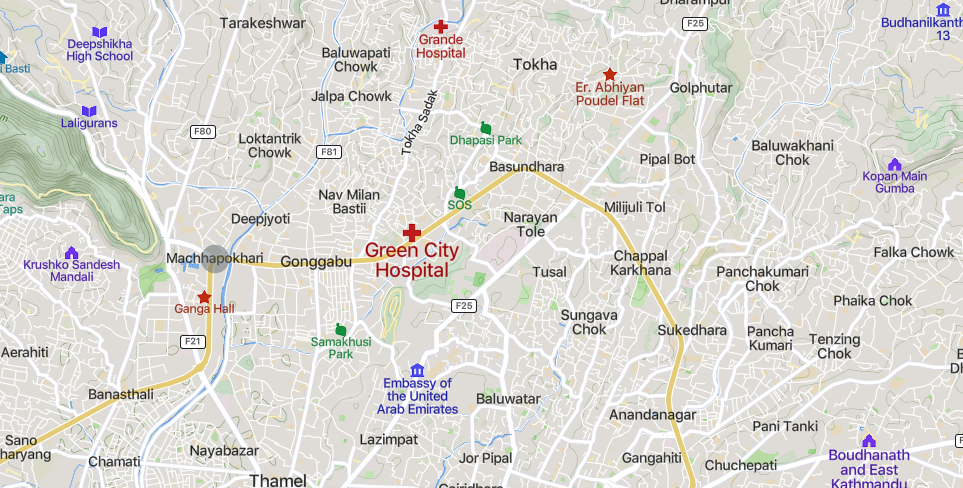 Dharampur
F25
Tarakeshwar
Budhanilkanth
13
Deepshikha
High School
Grande
Hospital
Baluwapati
Chowk
Tokha
i Basti
Er. Abhiyan
Poudel Flat
Golphutar
Jalpa Chowk
Laligurans
Tokha Sadak
F80
Dhapasi Park
Loktantrik
Chowk
F81
Baluwakhani
Chok
Pipal Bot
Basundhara
Kopan Main
Gumba
ara
Taps
Nav Milan
Bastii
SOS
Milijuli Tol
Deepjyoti
Narayan
Tole
Green City
Hospital
Falka Chowk
Machhapokhari
Gonggabu
Chappal
Karkhana
Krushko Sandesh
Mandali
Tusal
Panchakumari
Chok
Phaika Chok
Ganga Hall
F25
Sungava
Chok
Sukedhara
Pancha
Kumari
Tenzing
Chok
F21
Samakhusi
Park
Aerahiti
Embassy of
the United
Arab Emirates
Banasthali
Baluwatar
Anandanagar
Pani Tanki
Sano
haryang
Lazimpat
Nayabazar
Chamati
Jor Pipal
Gangahiti
Chuchepati
Boudhanath
and East
Kathmandu
Thamel